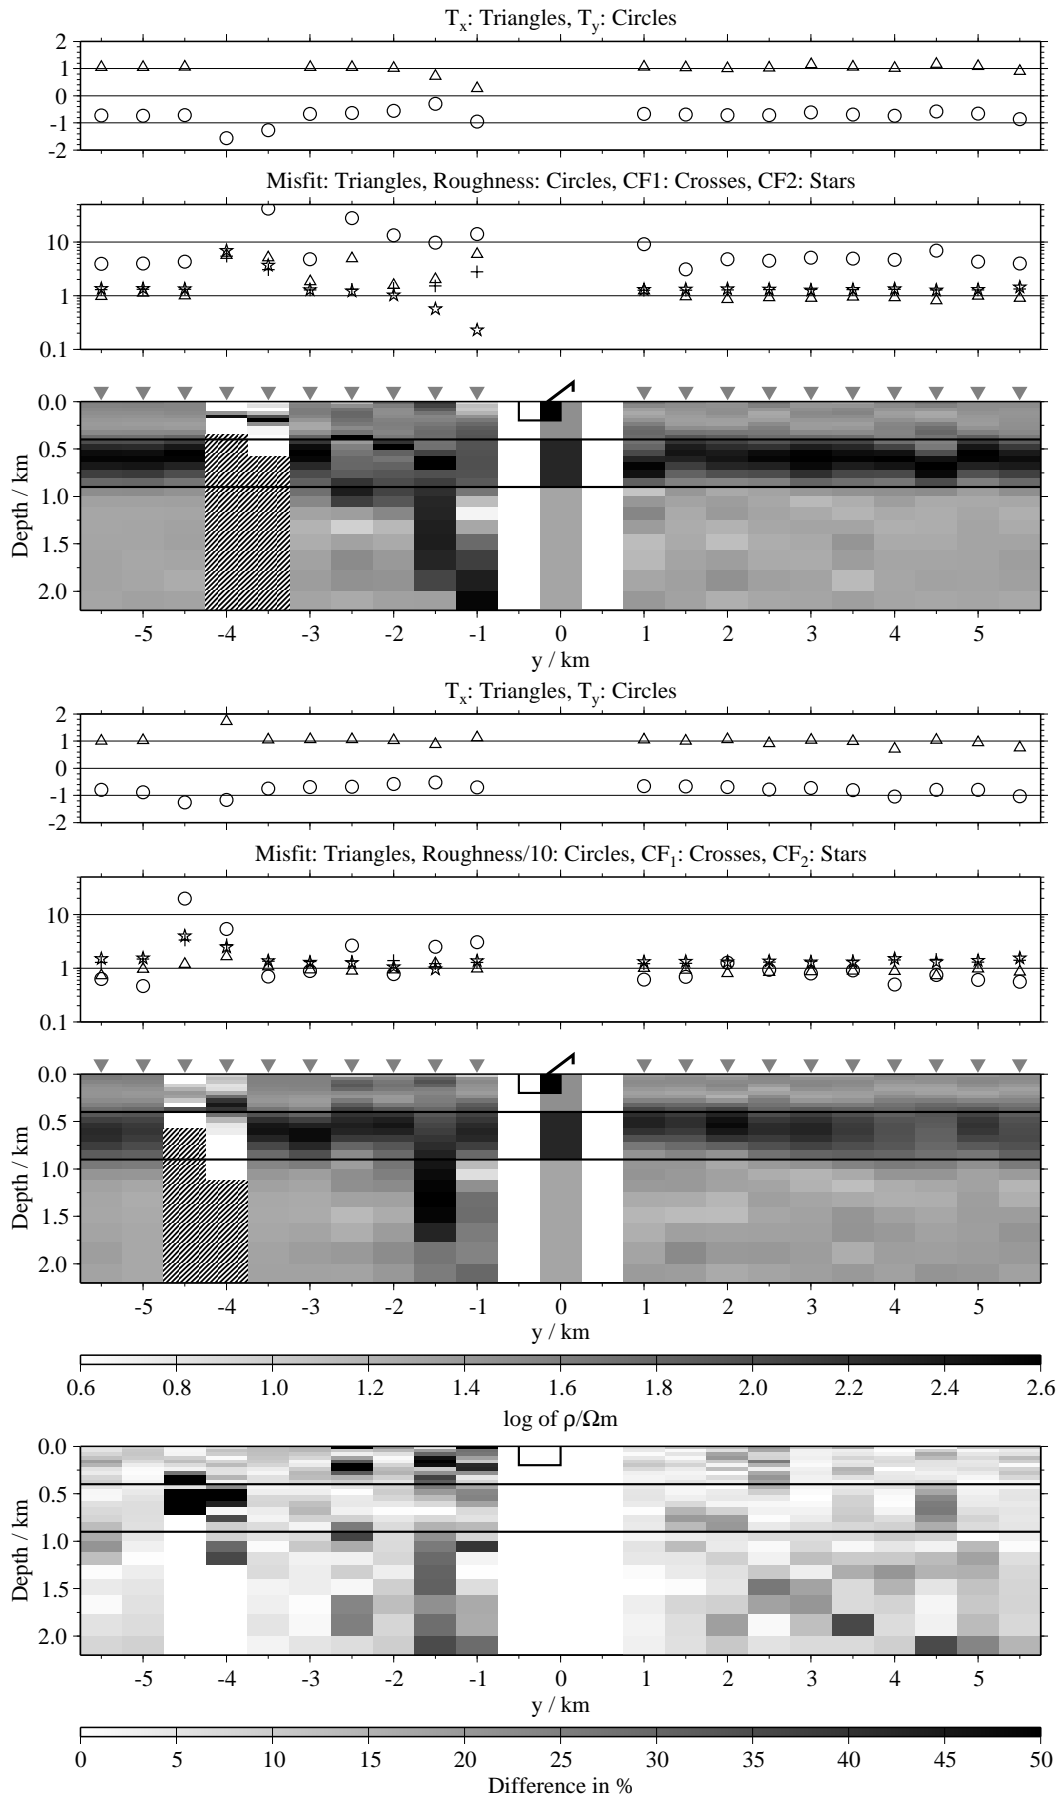 Tx: Triangles, Ty: Circles
2
1
0
-1
-2
Misfit: Triangles, Roughness: Circles, CF1: Crosses, CF2: Stars
10
1
0.1
0.0
0.5
1.0
1.5
2.0
Depth / km
-5 -4 -3 -2 -1 0 1 2 3 4 5
y / km
Tx: Triangles, Ty: Circles
2
1
0
-1
-2
Misfit: Triangles, Roughness/10: Circles, CF1: Crosses, CF2: Stars
10
1
0.1
0.0
0.5
1.0
1.5
2.0
Depth / km
-5 -4 -3 -2 -1 0 1 2 3 4 5
y / km
0.6 0.8 1.0 1.2 1.4 1.6 1.8 2.0 2.2 2.4 2.6
log of ρ/Ωm
0.0
0.5
1.0
1.5
2.0
Depth / km
-5 -4 -3 -2 -1 0 1 2 3 4 5
y / km
0 5 10 15 20 25 30 35 40 45 50
Difference in %